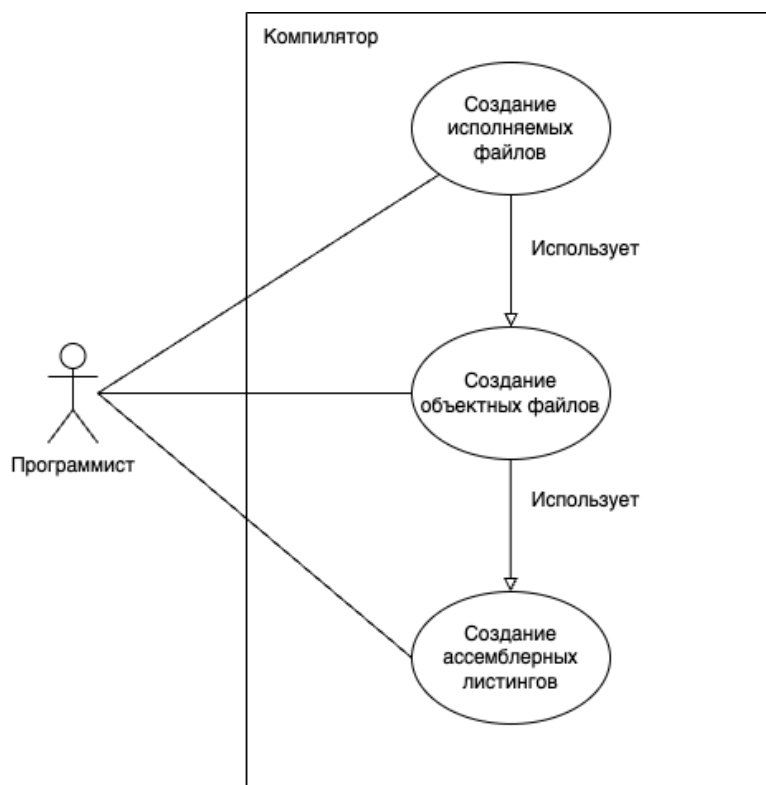 Компилятор
Создание
исполняемых
файлов
Использует
Создание
объектных файлов
Программист
Использует
Создание
ассемблерных
листингов